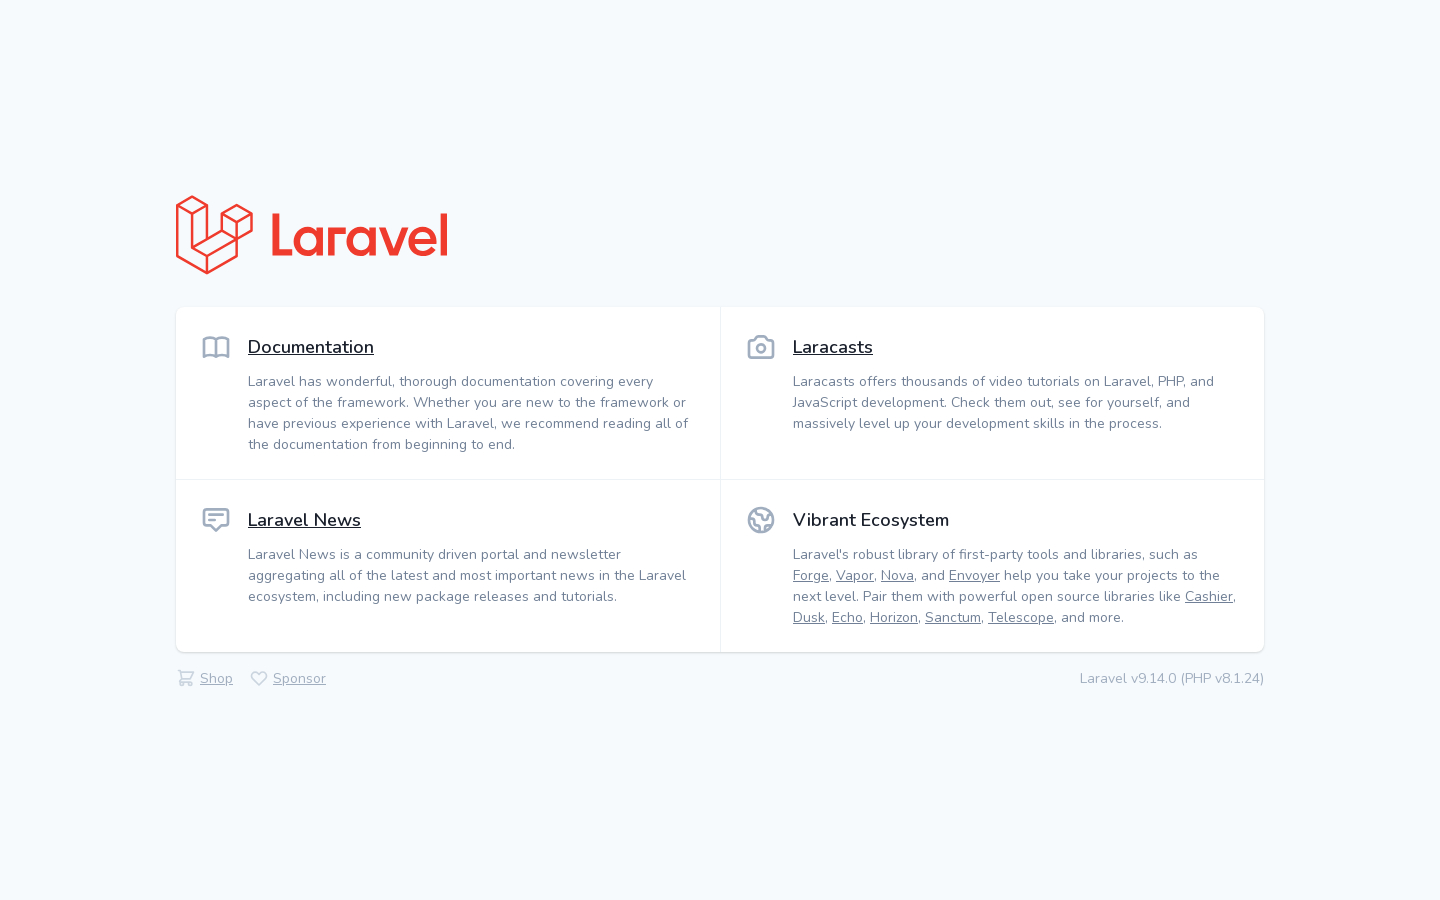 Laravel
Documentation
Laravel has wonderful, thorough documentation covering every
aspect of the framework. Whether you are new to the framework or
have previous experience with Laravel, we recommend reading all of
the documentation from beginning to end.
Laracasts
Laracasts offers thousands of video tutorials on Laravel, PHP, and
JavaScript development. Check them out, see for yourself, and
massively level up your development skills in the process.
Laravel News
Laravel News is a community driven portal and newsletter
aggregating all of the latest and most important news in the Laravel
ecosystem, including new package releases and tutorials.
Vibrant Ecosystem
Laravel's robust library of first-party tools and libraries, such as
Forge, Vapor, Nova, and Envoyer help you take your projects to the
next level. Pair them with powerful open source libraries like Cashier,
Dusk, Echo, Horizon, Sanctum, Telescope, and more.
Shop
Sponsor
Laravel v9.14.0 (PHP v8.1.24)